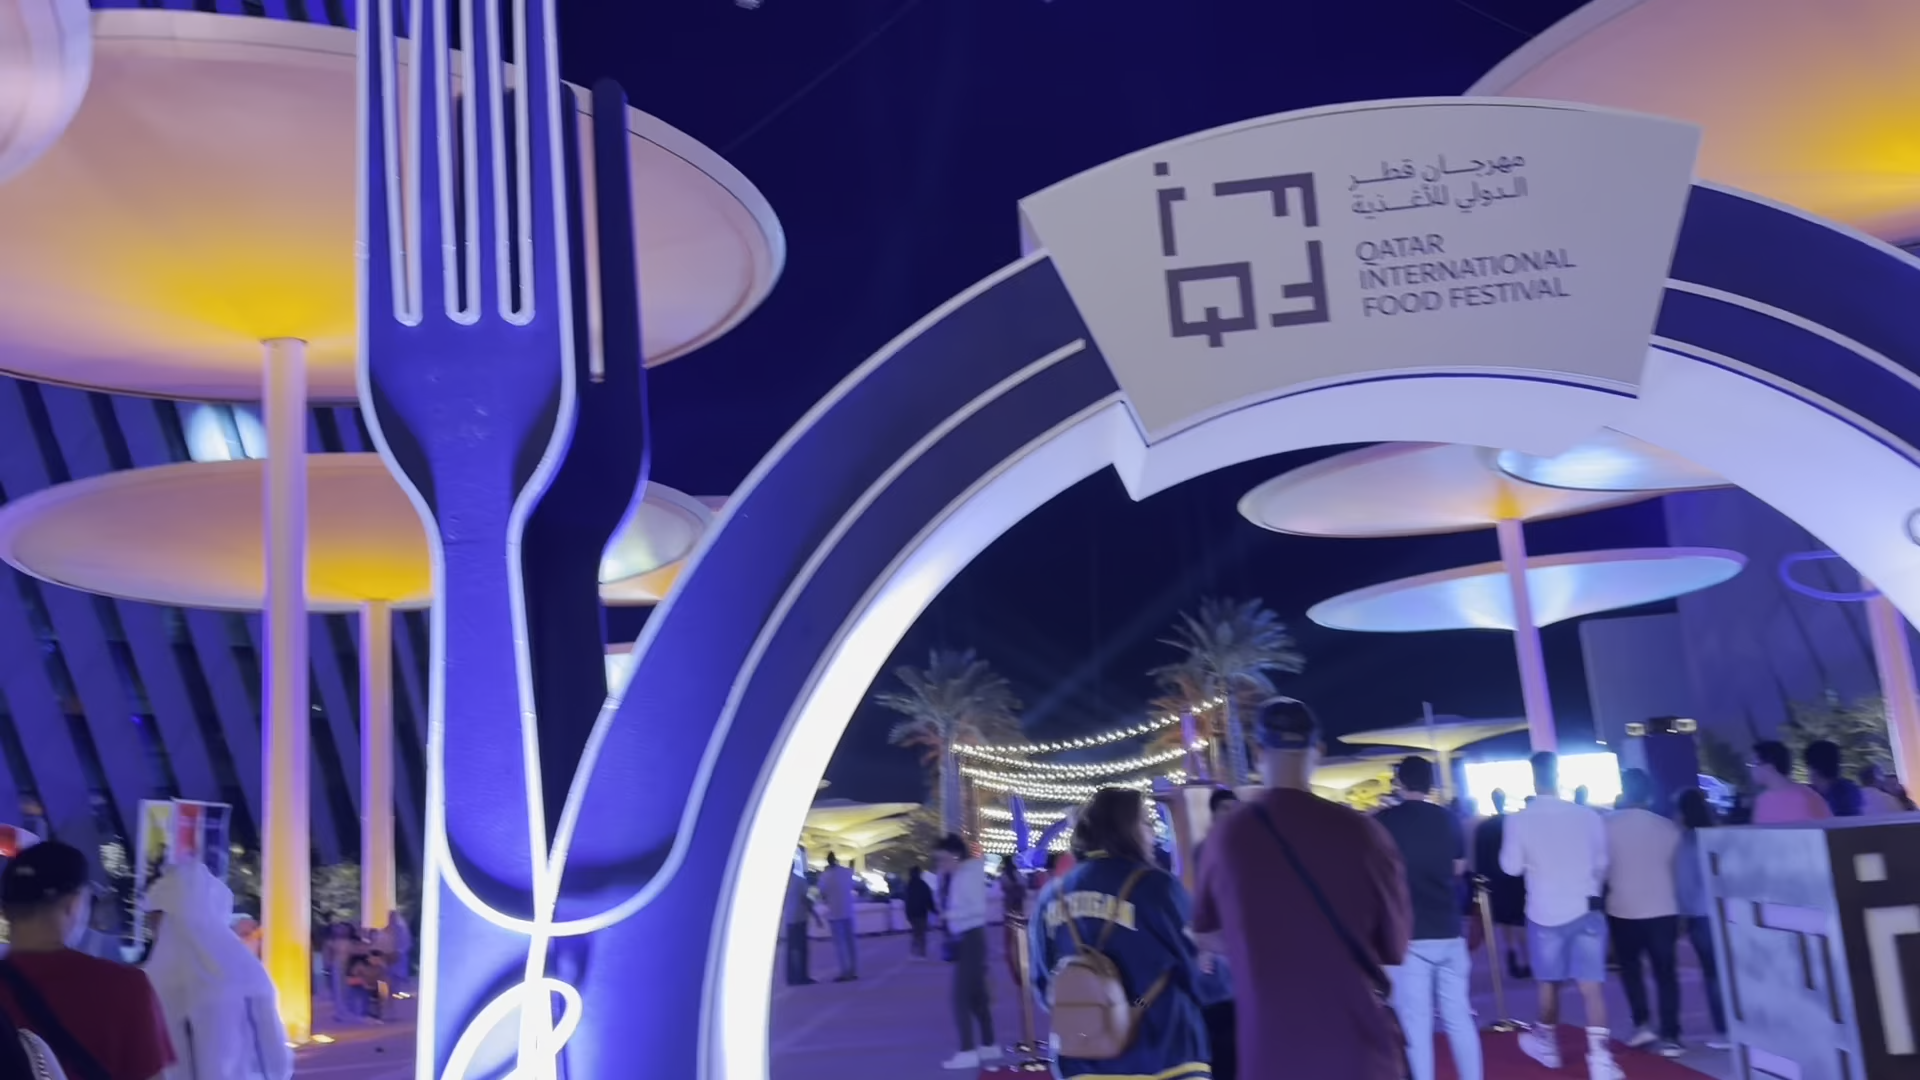 مهرجان قطر
الدولي للأغذية
QATAR
INTERNATIONAL
FOOD FESTIVAL
i F
Q F